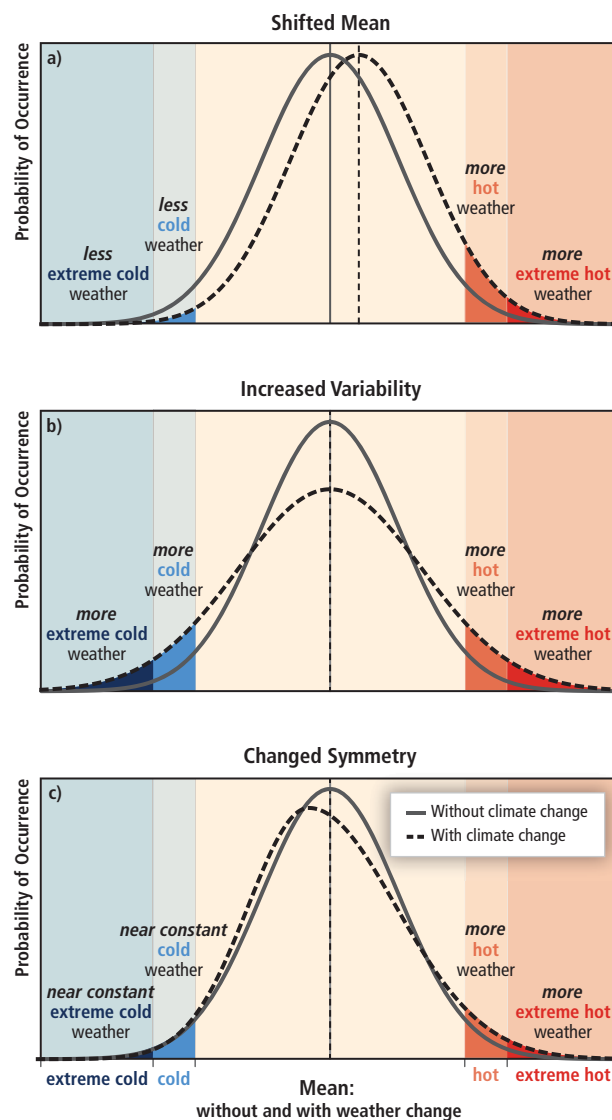 Shifted Mean
a)
Probability of Occurrence
less
extreme cold
weather
less
cold
weather
more
hot
weather
more
extreme hot
weather
Increased Variability
b)
Probability of Occurrence
more
extreme cold
weather
more
cold
weather
more
hot
weather
more
extreme hot
weather
Changed Symmetry
c)
Probability of Occurrence
Without climate change
With climate change
near constant
extreme cold
weather
near constant
cold
weather
more
hot
weather
more
extreme hot
weather
extreme cold
cold
Mean:
without and with weather change
hot
extreme hot